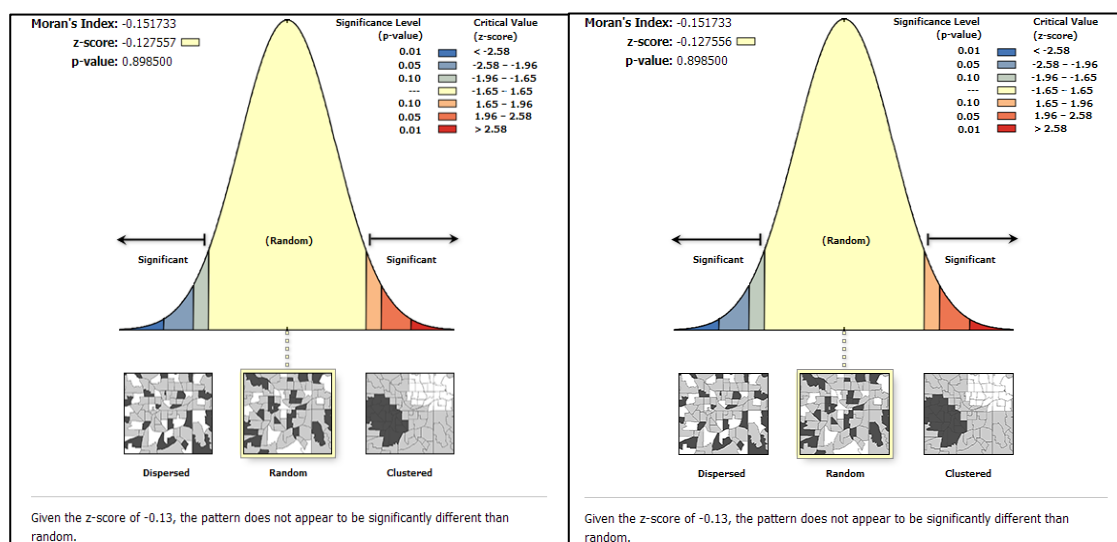 Moran's Index: -0.151733
z-score: -0.127557
p-value: 0.898500
Significance Level Critical Value
(p-value) (z-score)
0.01 < -2.58
0.05 -2.58 – -1.96
0.10 -1.96 – -1.65
--- -1.65 – 1.65
0.10 1.65 – 1.96
0.05 1.96 – 2.58
0.01 > 2.58
(Random)
Significant Significant
Dispersed Random Clustered
Given the z-score of -0.13, the pattern does not appear to be significantly different than
random.
Moran's Index: -0.151733
z-score: -0.127556
p-value: 0.898500
Significance Level Critical Value
(p-value) (z-score)
0.01 < -2.58
0.05 -2.58 – -1.96
0.10 -1.96 – -1.65
--- -1.65 – 1.65
0.10 1.65 – 1.96
0.05 1.96 – 2.58
0.01 > 2.58
(Random)
Significant Significant
Dispersed Random Clustered
Given the z-score of -0.13, the pattern does not appear to be significantly different than
random.